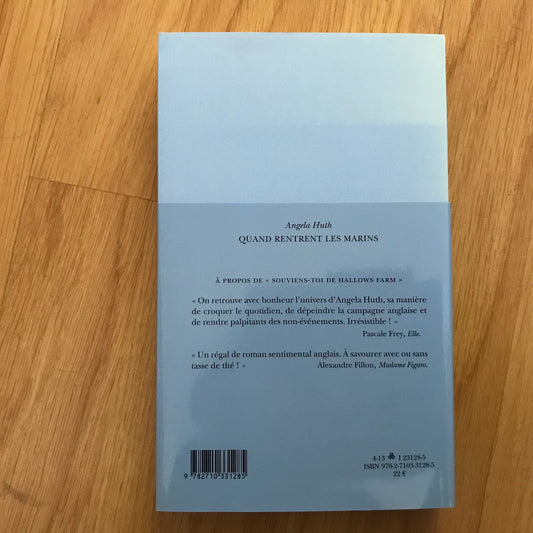 Angela Huth
QUAND RENTRENT LES MARINS
À PROPOS DE « SOUVIENS-TOI DE HALLOWS FARM »
« On retrouve avec bonheur l'univers d'Angela Huth, sa manière
de croquer le quotidien, de dépeindre la campagne anglaise et
de rendre palpitants des non-événements. Irrésistible ! »
Pascale Frey, Elle.
« Un régal de roman sentimental anglais. À savourer avec ou sans
tasse de thé ! » Alexandre Fillon, Madame Figaro.
4-13 I 23128-5
ISBN 978-2-7103-3128-5
22 €
9 782710 331285